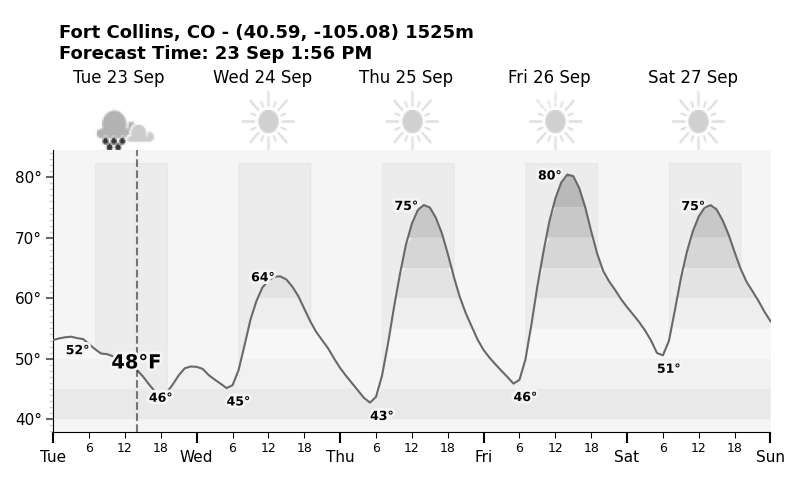 Fort Collins, CO - (40.59, -105.08) 1525m
Forecast Time: 23 Sep 1:56 PM
Tue 23 Sep Wed 24 Sep Thu 25 Sep Fri 26 Sep Sat 27 Sep
80°
70°
60°
50°
40°
52°
48°F
46°
64°
45°
75°
43°
80°
46°
75°
51°
6 12 18 6 12 18 6 12 18 6 12 18 6 12 18
Tue Wed Thu Fri Sat Sun